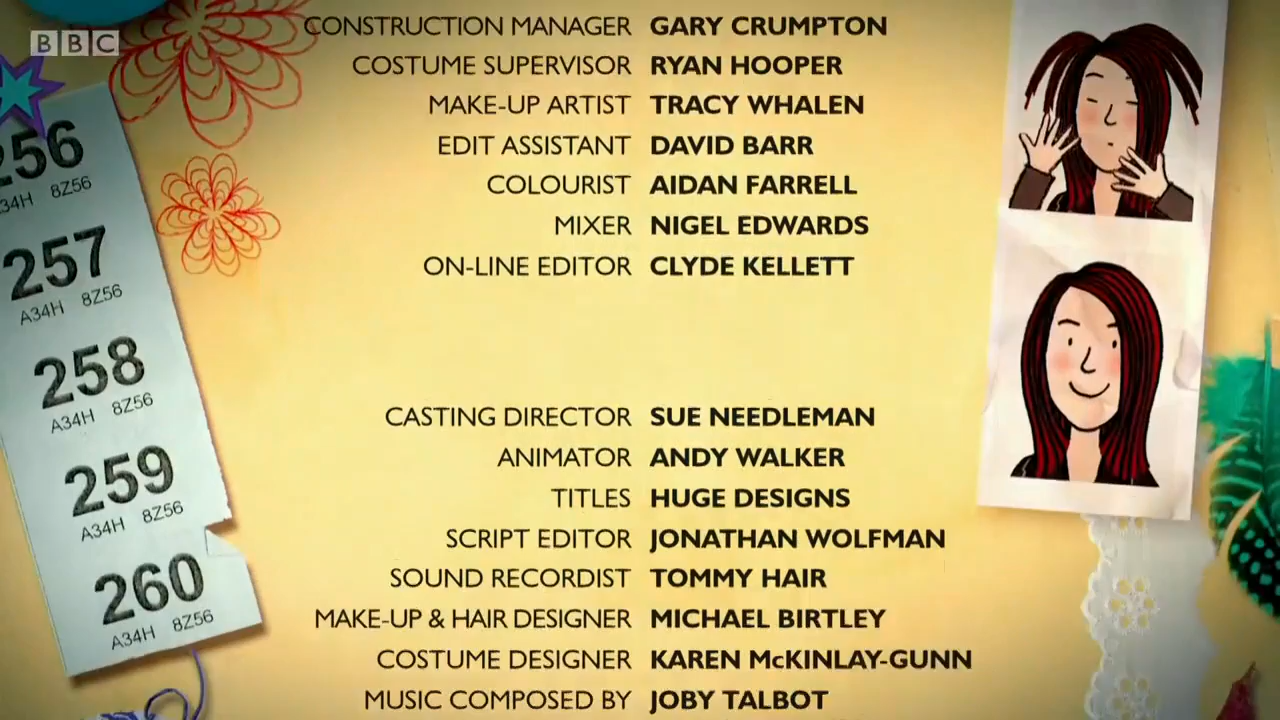 BBC
CONSTRUCTION MANAGER GARY CRUMPTON
COSTUME SUPERVISOR RYAN HOOPER
MAKE-UP ARTIST TRACY WHALEN
EDIT ASSISTANT DAVID BARR
COLOURIST AIDAN FARRELL
MIXER NIGEL EDWARDS
ON-LINE EDITOR CLYDE KELLETT
CASTING DIRECTOR SUE NEEDLEMAN
ANIMATOR ANDY WALKER
TITLES HUGE DESIGNS
SCRIPT EDITOR JONATHAN WOLFMAN
SOUND RECORDIST TOMMY HAIR
MAKE-UP & HAIR DESIGNER MICHAEL BIRTLEY
COSTUME DESIGNER KAREN McKINLAY-GUNN
MUSIC COMPOSED BY JOBY TALBOT
256
A34H 8Z56
257
A34H 8Z56
258
A34H 8Z56
259
A34H 8Z56
260
A34H 8Z56